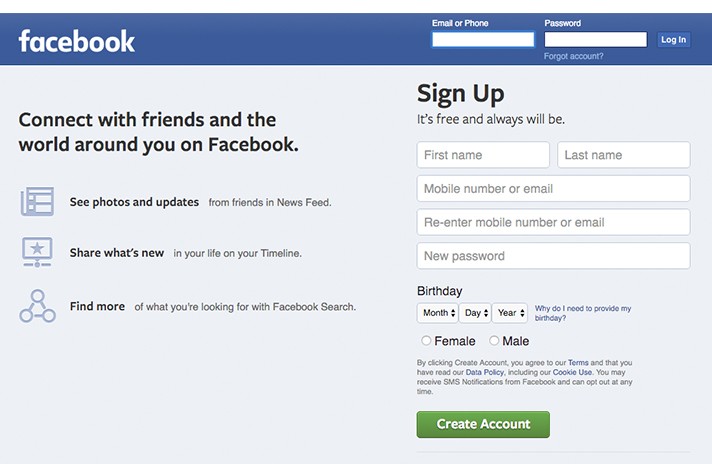 facebook
Email or Phone
Password
Log In
Forgot account?
Connect with friends and the
world around you on Facebook.
See photos and updates from friends in News Feed.
Share what's new in your life on your Timeline.
Find more of what you're looking for with Facebook Search.
Sign Up
It's free and always will be.
First name
Last name
Mobile number or email
Re-enter mobile number or email
New password
Birthday
Month Day Year
Why do I need to provide my
birthday?
Female Male
By clicking Create Account, you agree to our Terms and that you
have read our Data Policy, including our Cookie Use. You may
receive SMS Notifications from Facebook and can opt out at any
time.
Create Account